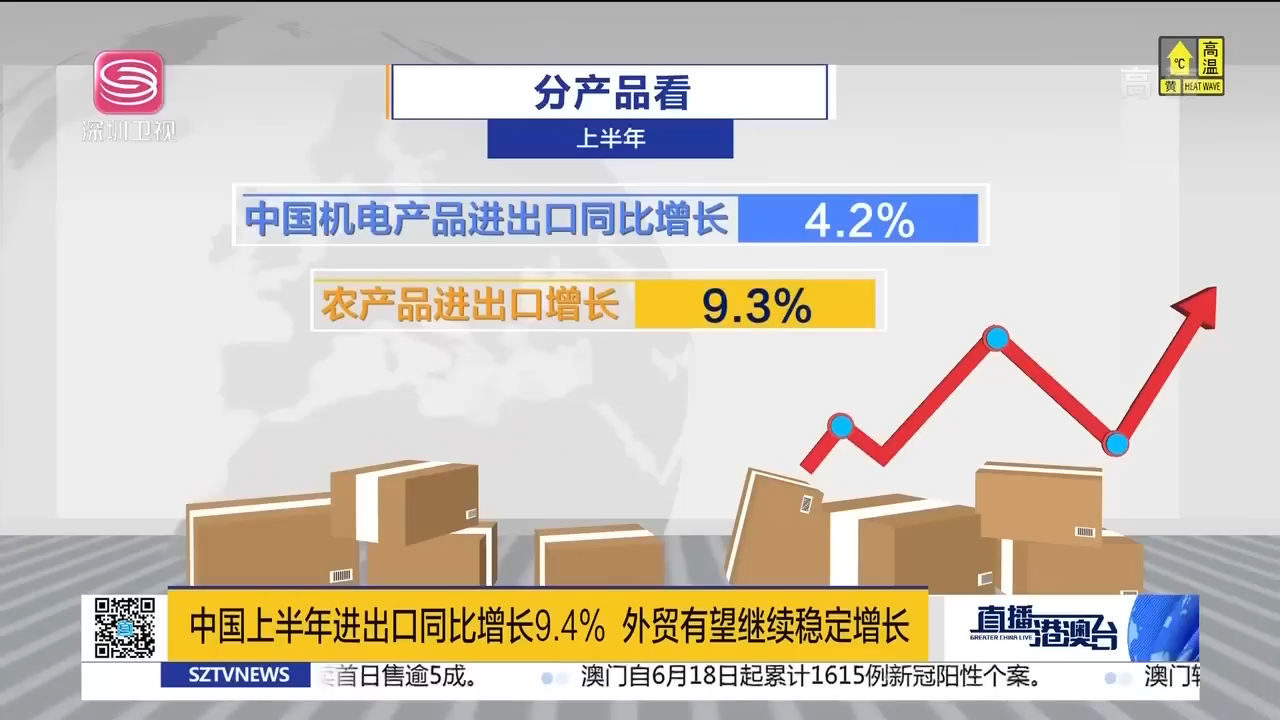 分产品看
上半年
中国机电产品进出口同比增长 4.2%
农产品进出口增长 9.3%
深圳卫视
高
℃
高温
黄 HEAT WAVE
中国上半年进出口同比增长9.4% 外贸有望继续稳定增长
直播港澳台
GREATER CHINA LIVE
SZTVNEWS
首日售逾5成。 澳门自6月18日起累计1615例新冠阳性个案。 澳门